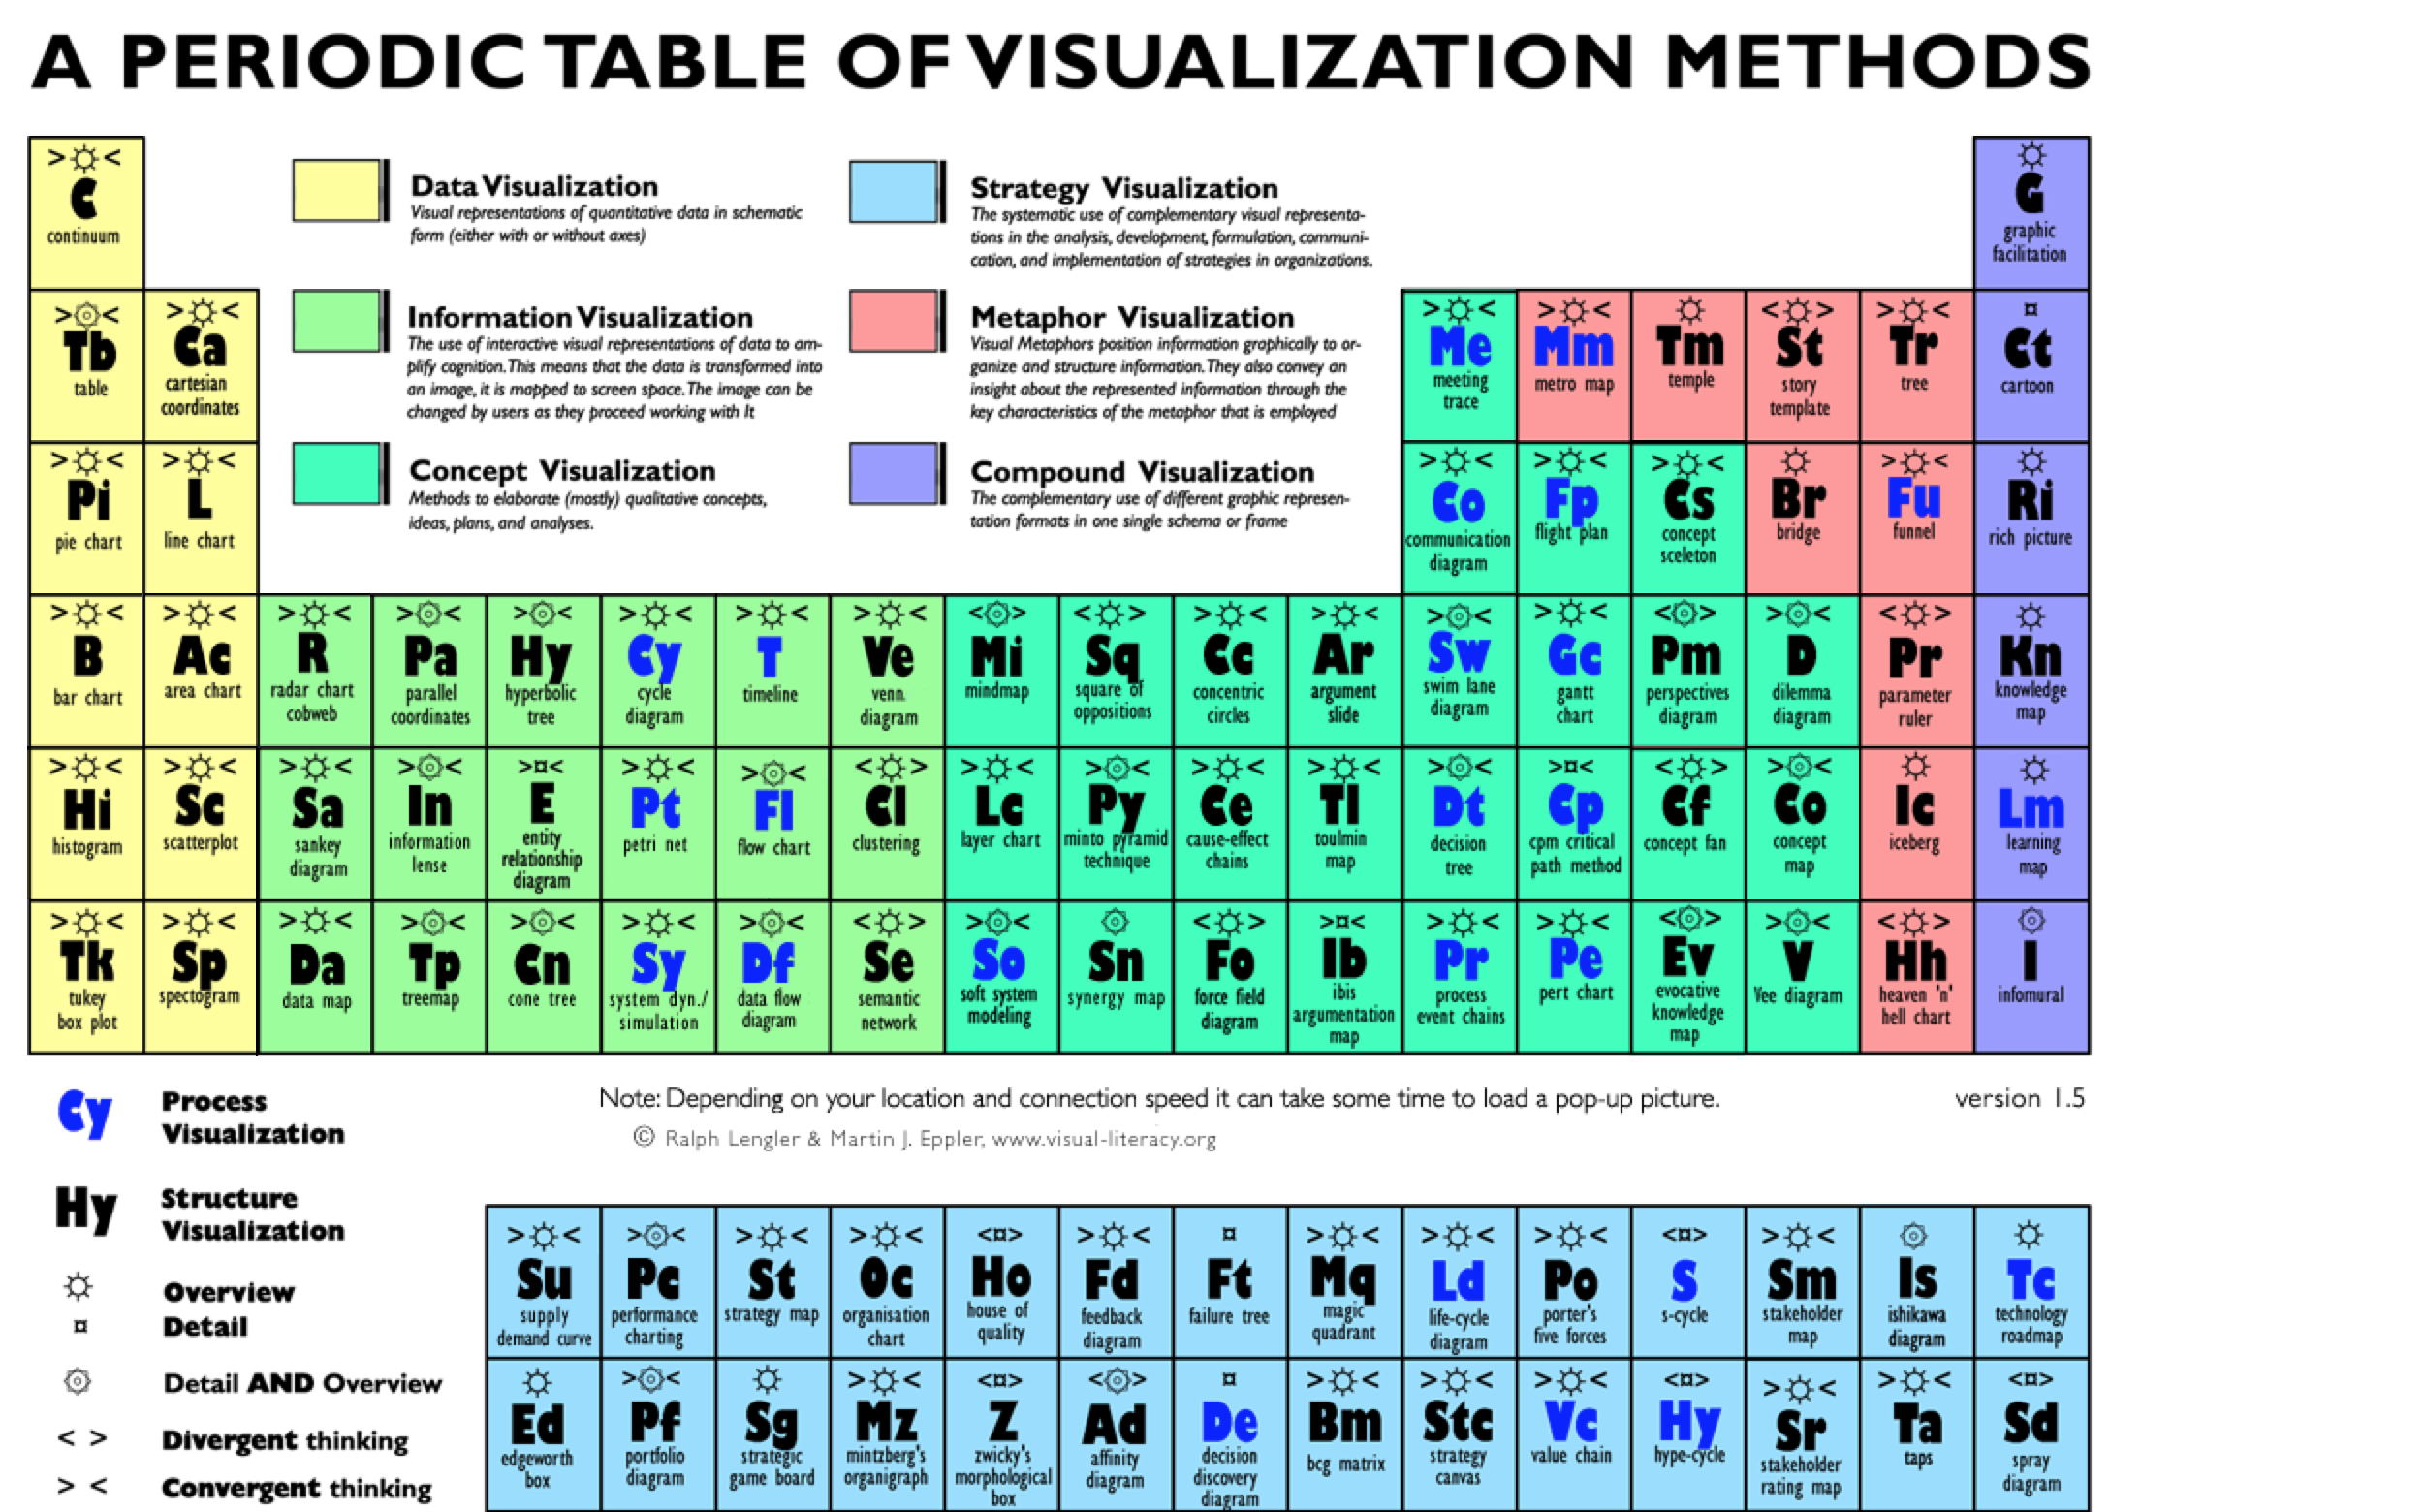 A PERIODIC TABLE OF VISUALIZATION METHODS
>☼<
C
continuum
Data Visualization
Visual representations of quantitative data in schematic
form (either with or without axes)
Strategy Visualization
The systematic use of complementary visual representa-
tions in the analysis, development, formulation, communi-
cation, and implementation of strategies in organizations.
☼
G
graphic
facilitation
Information Visualization
The use of interactive visual representations of data to am-
plify cognition. This means that the data is transformed into
an image, it is mapped to screen space. The image can be
changed by users as they proceed working with It
Metaphor Visualization
Visual Metaphors position information graphically to or-
ganize and structure information. They also convey an
insight about the represented information through the
key characteristics of the metaphor that is employed
Concept Visualization
Methods to elaborate (mostly) qualitative concepts,
ideas, plans, and analyses.
Compound Visualization
The complementary use of different graphic represen-
tation formats in one single schema or frame
>☼<
Tb
table
>☼<
Ca
cartesian
coordinates
>☼<
Me
meeting
trace
>☼<
Mm
metro map
☼
Tm
temple
<☼>
St
story
template
>☼<
Tr
tree
¤
Ct
cartoon
>☼<
Pi
pie chart
>☼<
L
line chart
>☼<
Co
communication
diagram
>☼<
Fp
flight plan
>☼<
Cs
concept
sceleton
☼
Br
bridge
>☼<
Fu
funnel
☼
Ri
rich picture
>☼<
B
bar chart
>☼<
Ac
area chart
>☼<
R
radar chart
cobweb
>☼<
Pa
parallel
coordinates
>☼<
Hy
hyperbolic
tree
>☼<
Cy
cycle
diagram
>☼<
T
timeline
>☼<
Ve
venn
diagram
<☼>
Mi
mindmap
<☼>
Sq
square of
oppositions
>☼<
Cc
concentric
circles
>☼<
Ar
argument
slide
>☼<
Sw
swim lane
diagram
>☼<
Gc
gantt
chart
<☼>
Pm
perspectives
diagram
>☼<
D
dilemma
diagram
<☼>
Pr
parameter
ruler
☼
Kn
knowledge
map
>☼<
Hi
histogram
>☼<
Sc
scatterplot
>☼<
Sa
sankey
diagram
>☼<
In
information
lense
>¤<
E
entity
relationship
diagram
>☼<
Pt
petri net
>☼<
Fl
flow chart
<☼>
Cl
clustering
>☼<
Lc
layer chart
>☼<
Py
minto pyramid
technique
>☼<
Ce
cause-effect
chains
>☼<
Tl
toulmin
map
>☼<
Dt
decision
tree
>¤<
Cp
cpm critical
path method
<☼>
Cf
concept fan
>☼<
Co
concept
map
☼
Ic
iceberg
☼
Lm
learning
map
>☼<
Tk
tukey
box plot
>☼<
Sp
spectogram
>☼<
Da
data map
>☼<
Tp
treemap
>☼<
Cn
cone tree
>☼<
Sy
system dyn./
simulation
>☼<
Df
data flow
diagram
<☼>
Se
semantic
network
>☼<
So
soft system
modeling
☼
Sn
synergy map
<☼>
Fo
force field
diagram
>¤<
Ib
ibis
argumentation
map
>☼<
Pr
process
event chains
>☼<
Pe
pert chart
<☼>
Ev
evocative
knowledge
map
>☼<
V
Vee diagram
<☼>
Hh
heaven 'n'
hell chart
☼
I
infomural
Cy Process
Visualization
Note: Depending on your location and connection speed it can take some time to load a pop-up picture.
version 1.5
© Ralph Lengler & Martin J. Eppler, www.visual-literacy.org
Hy Structure
Visualization
☼ Overview
¤ Detail
Detail AND Overview
< > Divergent thinking
> < Convergent thinking
>☼<
Su
supply
demand curve
>☼<
Pc
performance
charting
>☼<
St
strategy map
>☼<
Oc
organisation
chart
<¤>
Ho
house of
quality
>☼<
Fd
feedback
diagram
¤
Ft
failure tree
>☼<
Mq
magic
quadrant
>☼<
Ld
life-cycle
diagram
>☼<
Po
porter's
five forces
<¤>
S
s-cycle
>☼<
Sm
stakeholder
map
☼
Is
ishikawa
diagram
☼
Tc
technology
roadmap
☼
Ed
edgeworth
box
>☼<
Pf
portfolio
diagram
☼
Sg
strategic
game board
>☼<
Mz
mintzberg's
organigraph
<¤>
Z
zwicky's
morphological
box
<☼>
Ad
affinity
diagram
¤
De
decision
discovery
diagram
>☼<
Bm
bcg matrix
>☼<
Stc
strategy
canvas
>☼<
Vc
value chain
<¤>
Hy
hype-cycle
>☼<
Sr
stakeholder
rating map
>☼<
Ta
taps
<¤>
Sd
spray
diagram